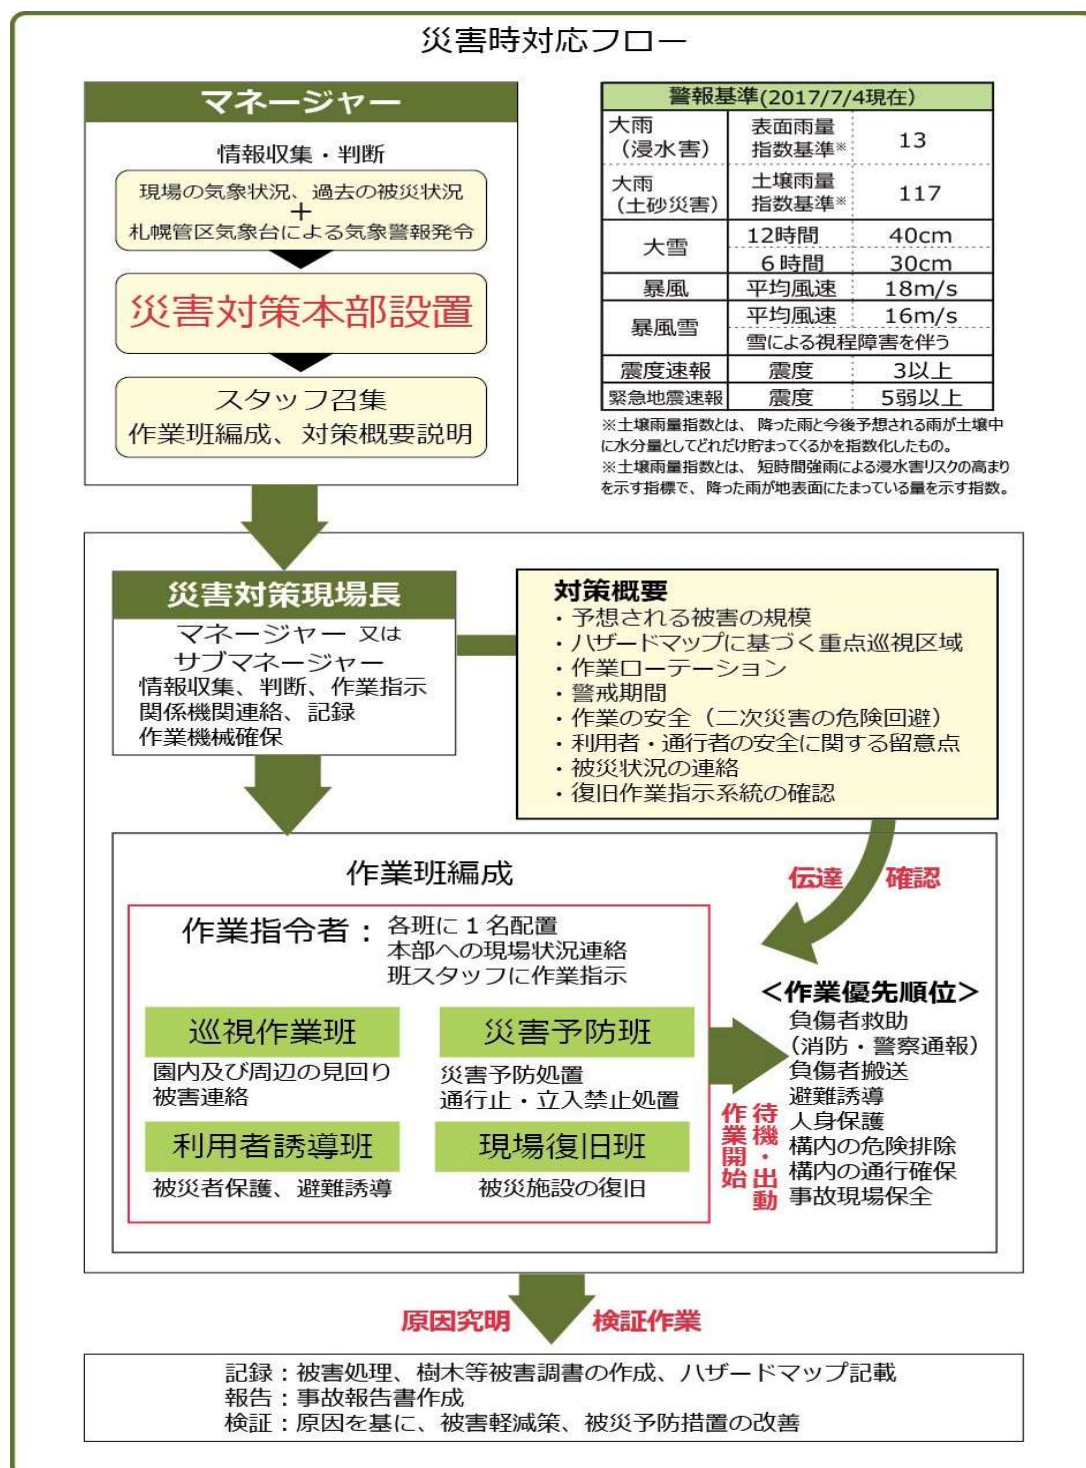 災害時対応フロー
マネージャー
情報収集・判断
現場の気象状況、過去の被災状況
＋
札幌管区気象台による気象警報発令
災害対策本部設置
スタッフ召集
作業班編成、対策概要説明
警報基準(2017/7/4現在)
大雨（浸水害） 表面雨量指数基準※ 13
大雨（土砂災害） 土壌雨量指数基準※ 117
大雪 12時間 40cm
６時間 30cm
暴風 平均風速 18m/s
暴風雪 平均風速 16m/s
雪による視程障害を伴う
震度速報 震度 3以上
緊急地震速報 震度 5弱以上
※土壌雨量指数とは、降った雨と今後予想される雨が土壌中
に水分量としてどれだけ貯まってくるかを指数化したもの。
※土壌雨量指数とは、短時間強雨による浸水害リスクの高まり
を示す指標で、降った雨が地表面にたまっている量を示す指数。
災害対策現場長
マネージャー 又は
サブマネージャー
情報収集、判断、作業指示
関係機関連絡、記録
作業機械確保
対策概要
・予想される被害の規模
・ハザードマップに基づく重点巡視区域
・作業ローテーション
・警戒期間
・作業の安全（二次災害の危険回避）
・利用者・通行者の安全に関する留意点
・被災状況の連絡
・復旧作業指示系統の確認
伝達 確認
作業班編成
作業指令者：各班に１名配置
本部への現場状況連絡
班スタッフに作業指示
巡視作業班
園内及び周辺の見回り
被害連絡
災害予防班
災害予防処置
通行止・立入禁止処置
利用者誘導班
被災者保護、避難誘導
現場復旧班
被災施設の復旧
待機・出動
作業開始
＜作業優先順位＞
負傷者救助
（消防・警察通報）
負傷者搬送
避難誘導
人身保護
構内の危険排除
構内の通行確保
事故現場保全
原因究明 検証作業
記録：被害処理、樹木等被害調書の作成、ハザードマップ記載
報告：事故報告書作成
検証：原因を基に、被害軽減策、被災予防措置の改善